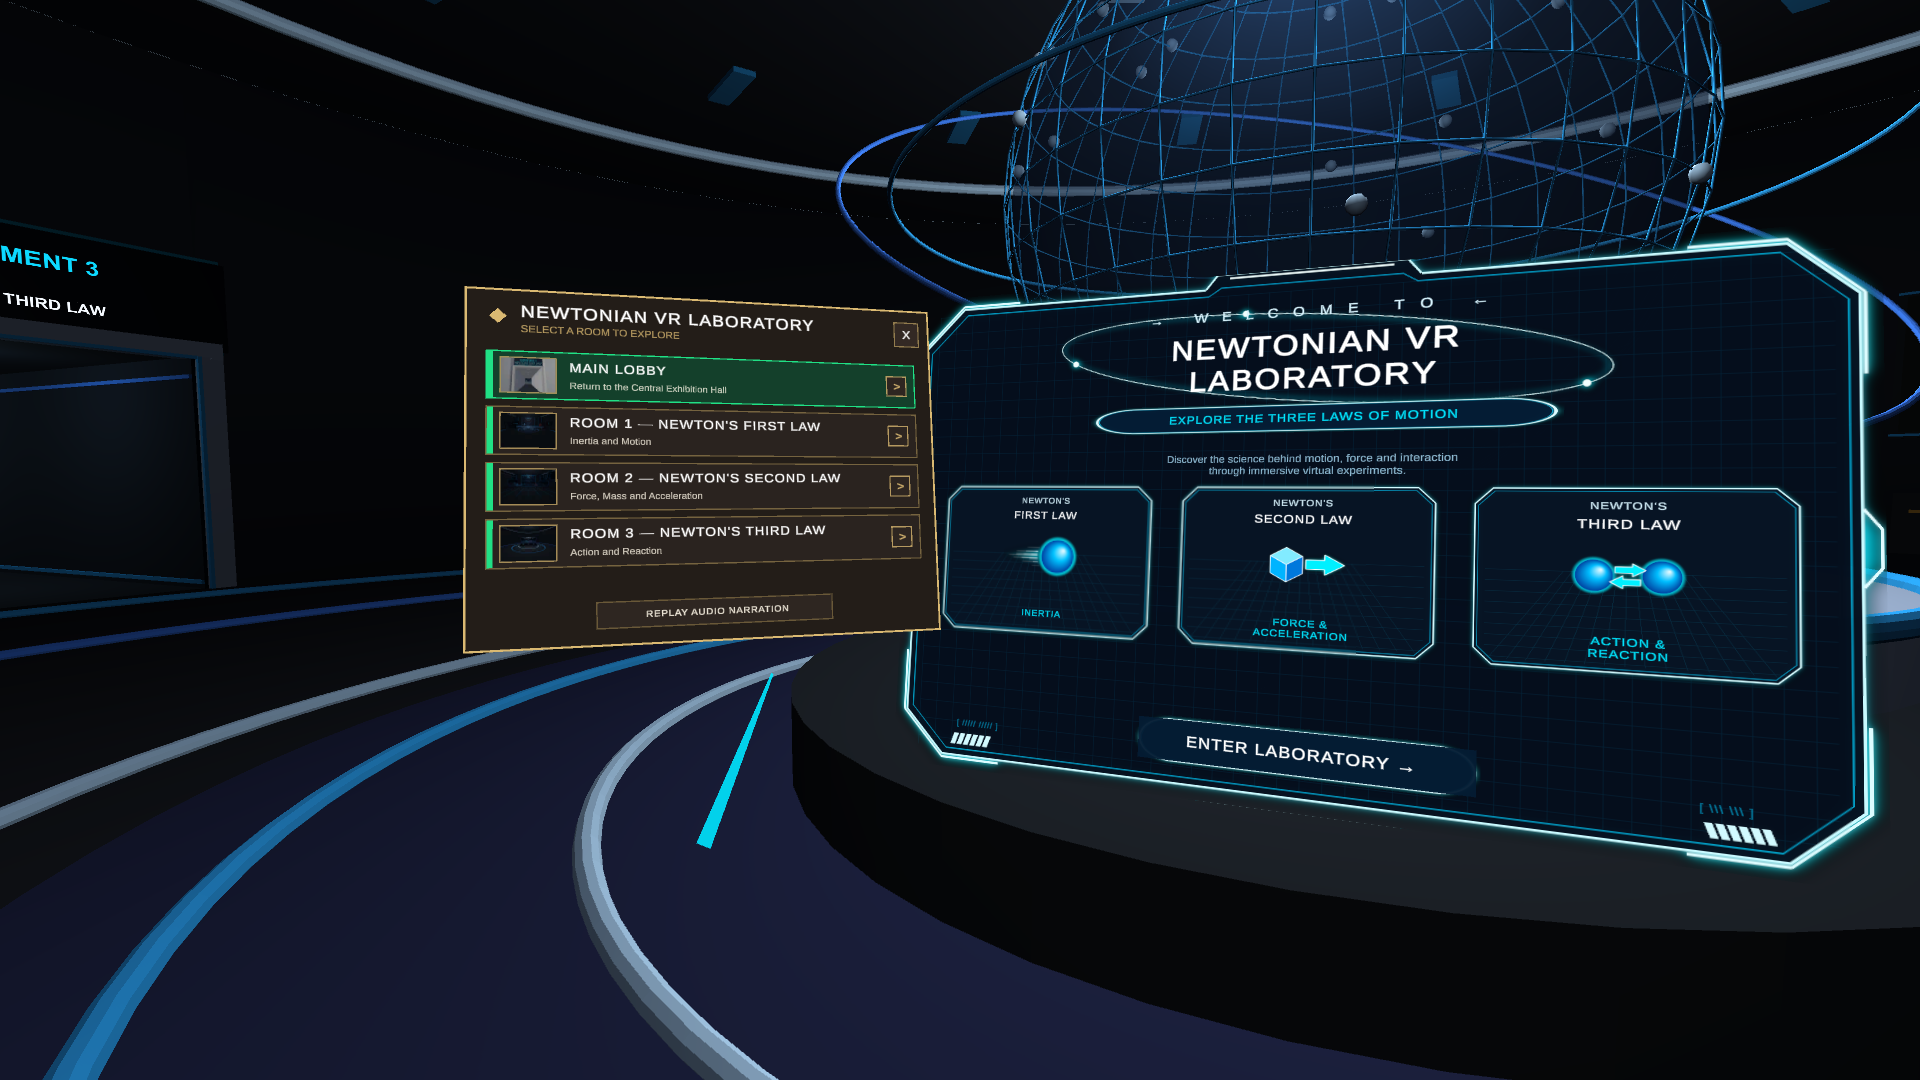 MENT 3
THIRD LAW
NEWTONIAN VR LABORATORY
SELECT A ROOM TO EXPLORE
X
MAIN LOBBY
Return to the Central Exhibition Hall
>
ROOM 1 — NEWTON'S FIRST LAW
Inertia and Motion
>
ROOM 2 — NEWTON'S SECOND LAW
Force, Mass and Acceleration
>
ROOM 3 — NEWTON'S THIRD LAW
Action and Reaction
>
REPLAY AUDIO NARRATION
→ WELCOME TO ←
NEWTONIAN VR
LABORATORY
EXPLORE THE THREE LAWS OF MOTION
Discover the science behind motion, force and interaction
through immersive virtual experiments.
NEWTON'S
FIRST LAW
INERTIA
NEWTON'S
SECOND LAW
FORCE &
ACCELERATION
NEWTON'S
THIRD LAW
ACTION &
REACTION
[ ///// ///// ]
ENTER LABORATORY →
[ \\\ \\\ ]